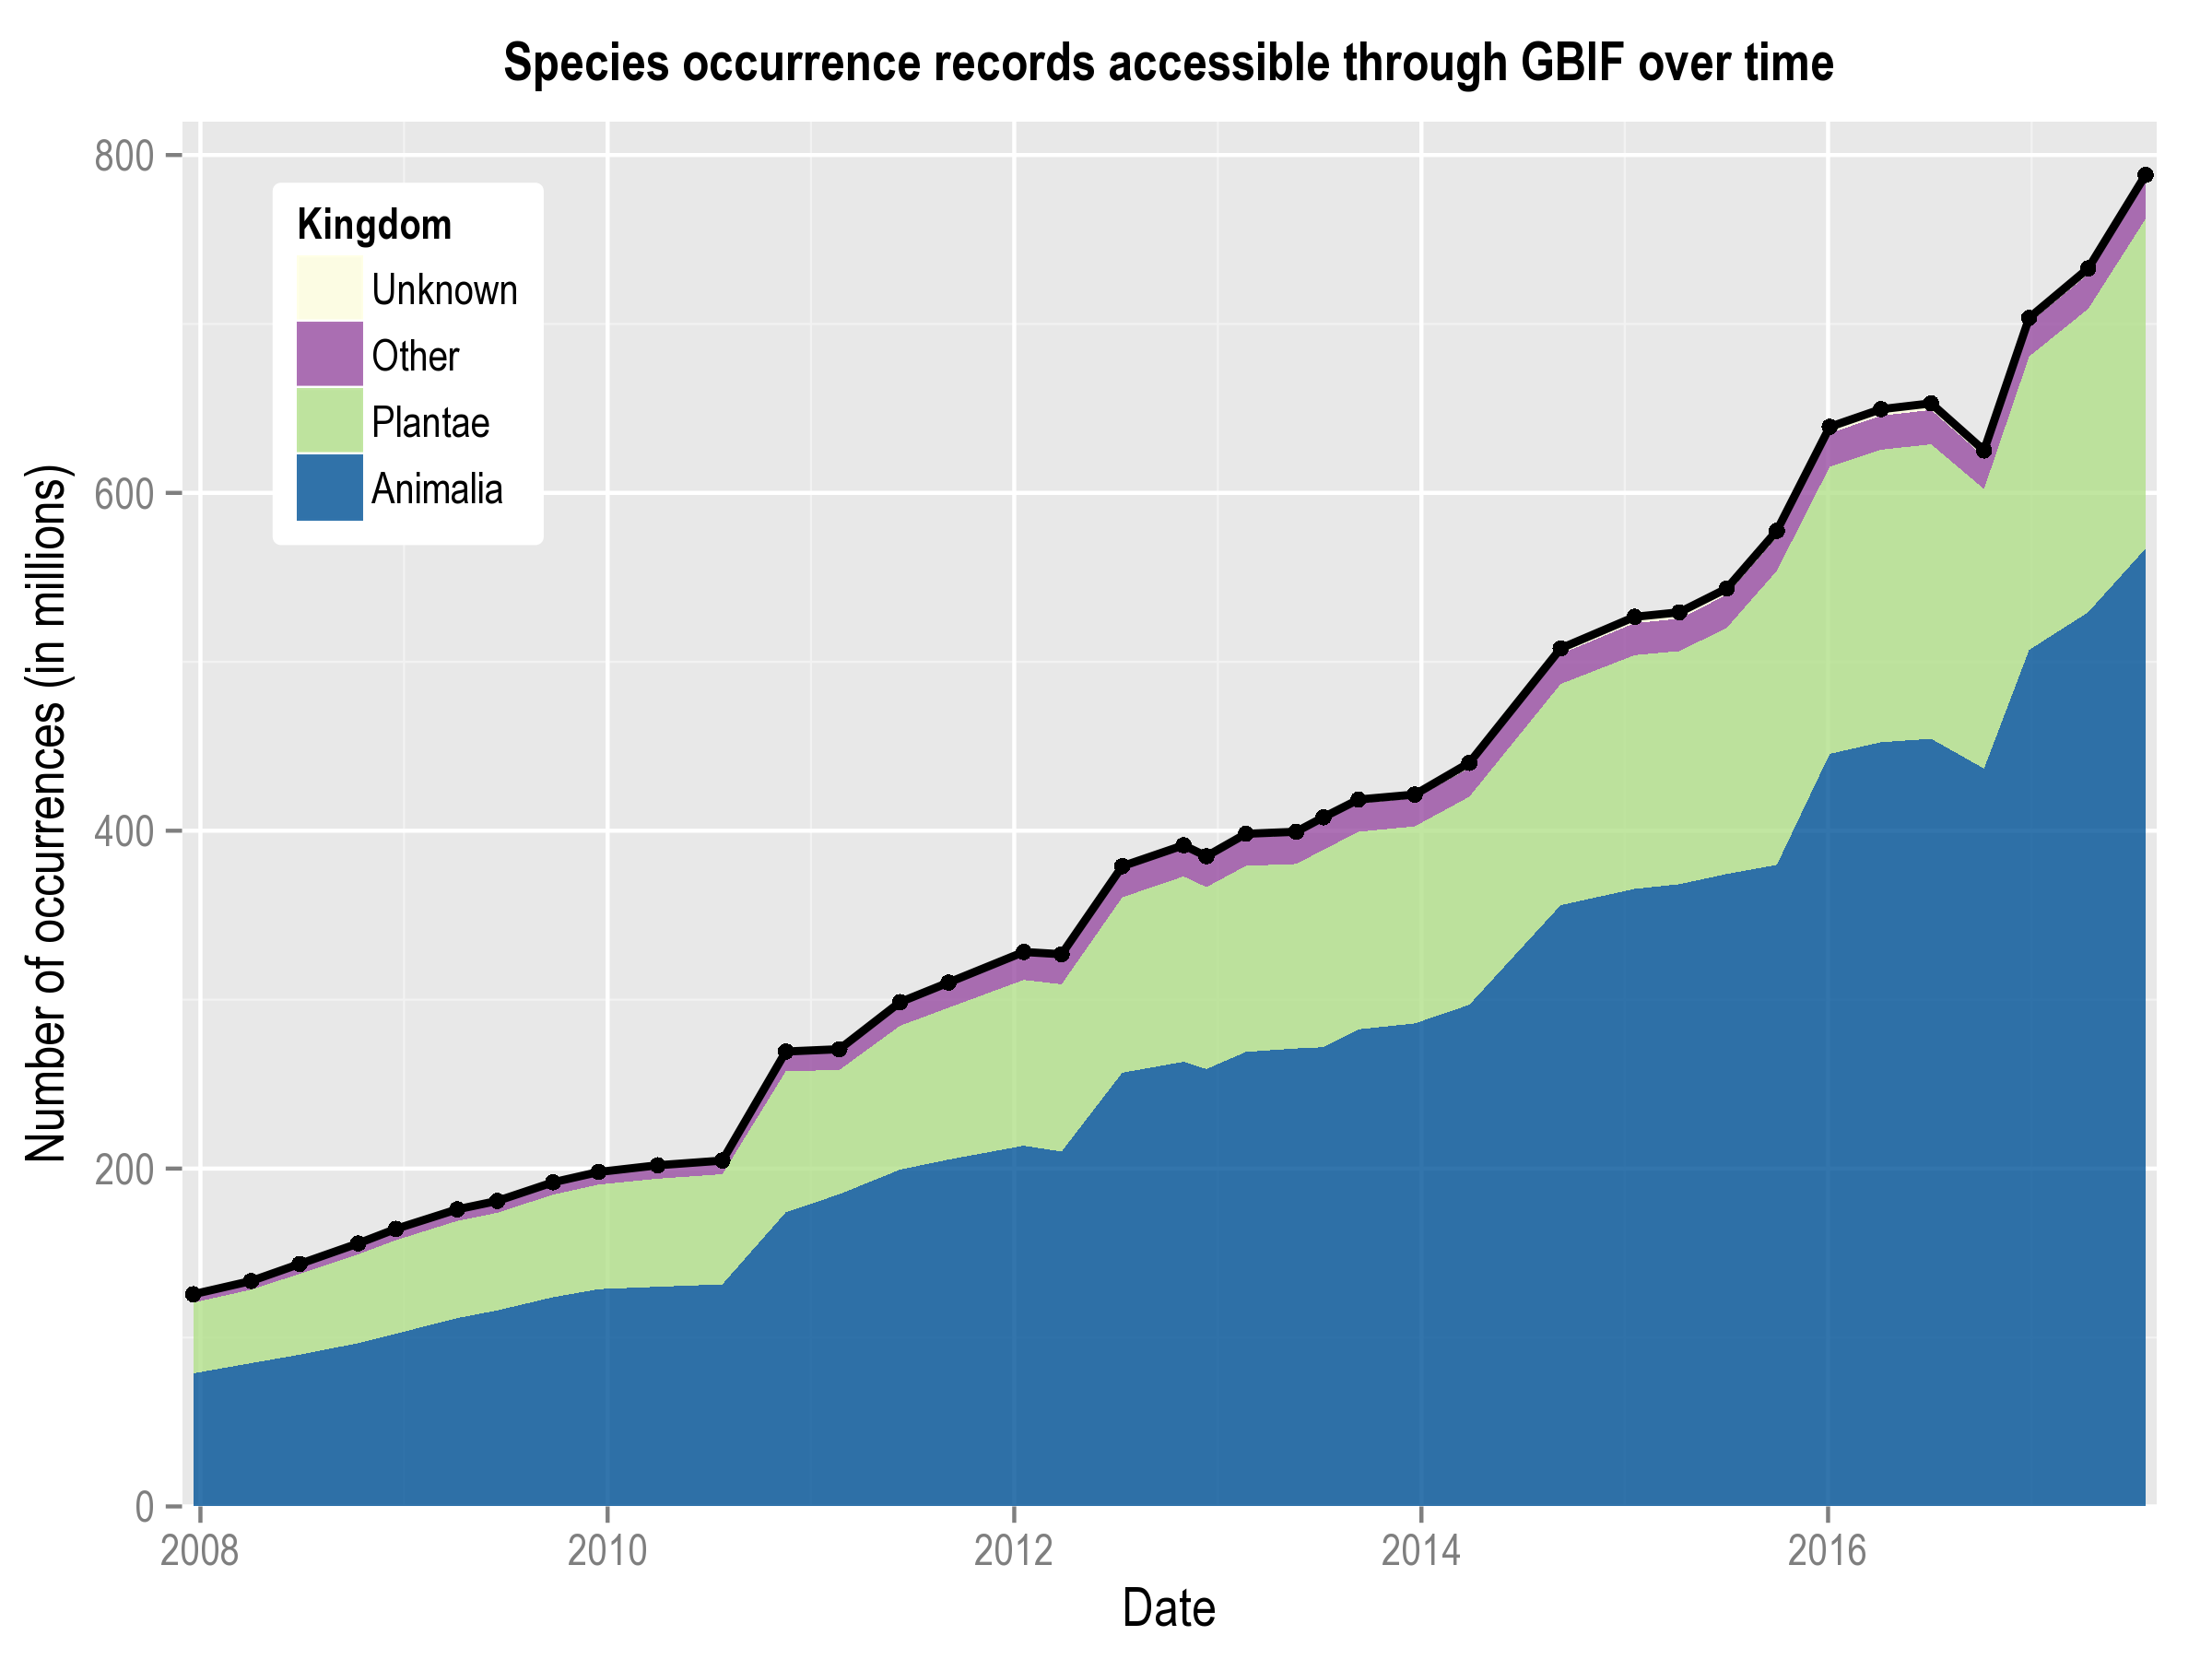 Species occurrence records accessible through GBIF over time
Number of occurrences (in millions)
800
600
400
200
0
Kingdom
Unknown
Other
Plantae
Animalia
2008 2010 2012 2014 2016
Date